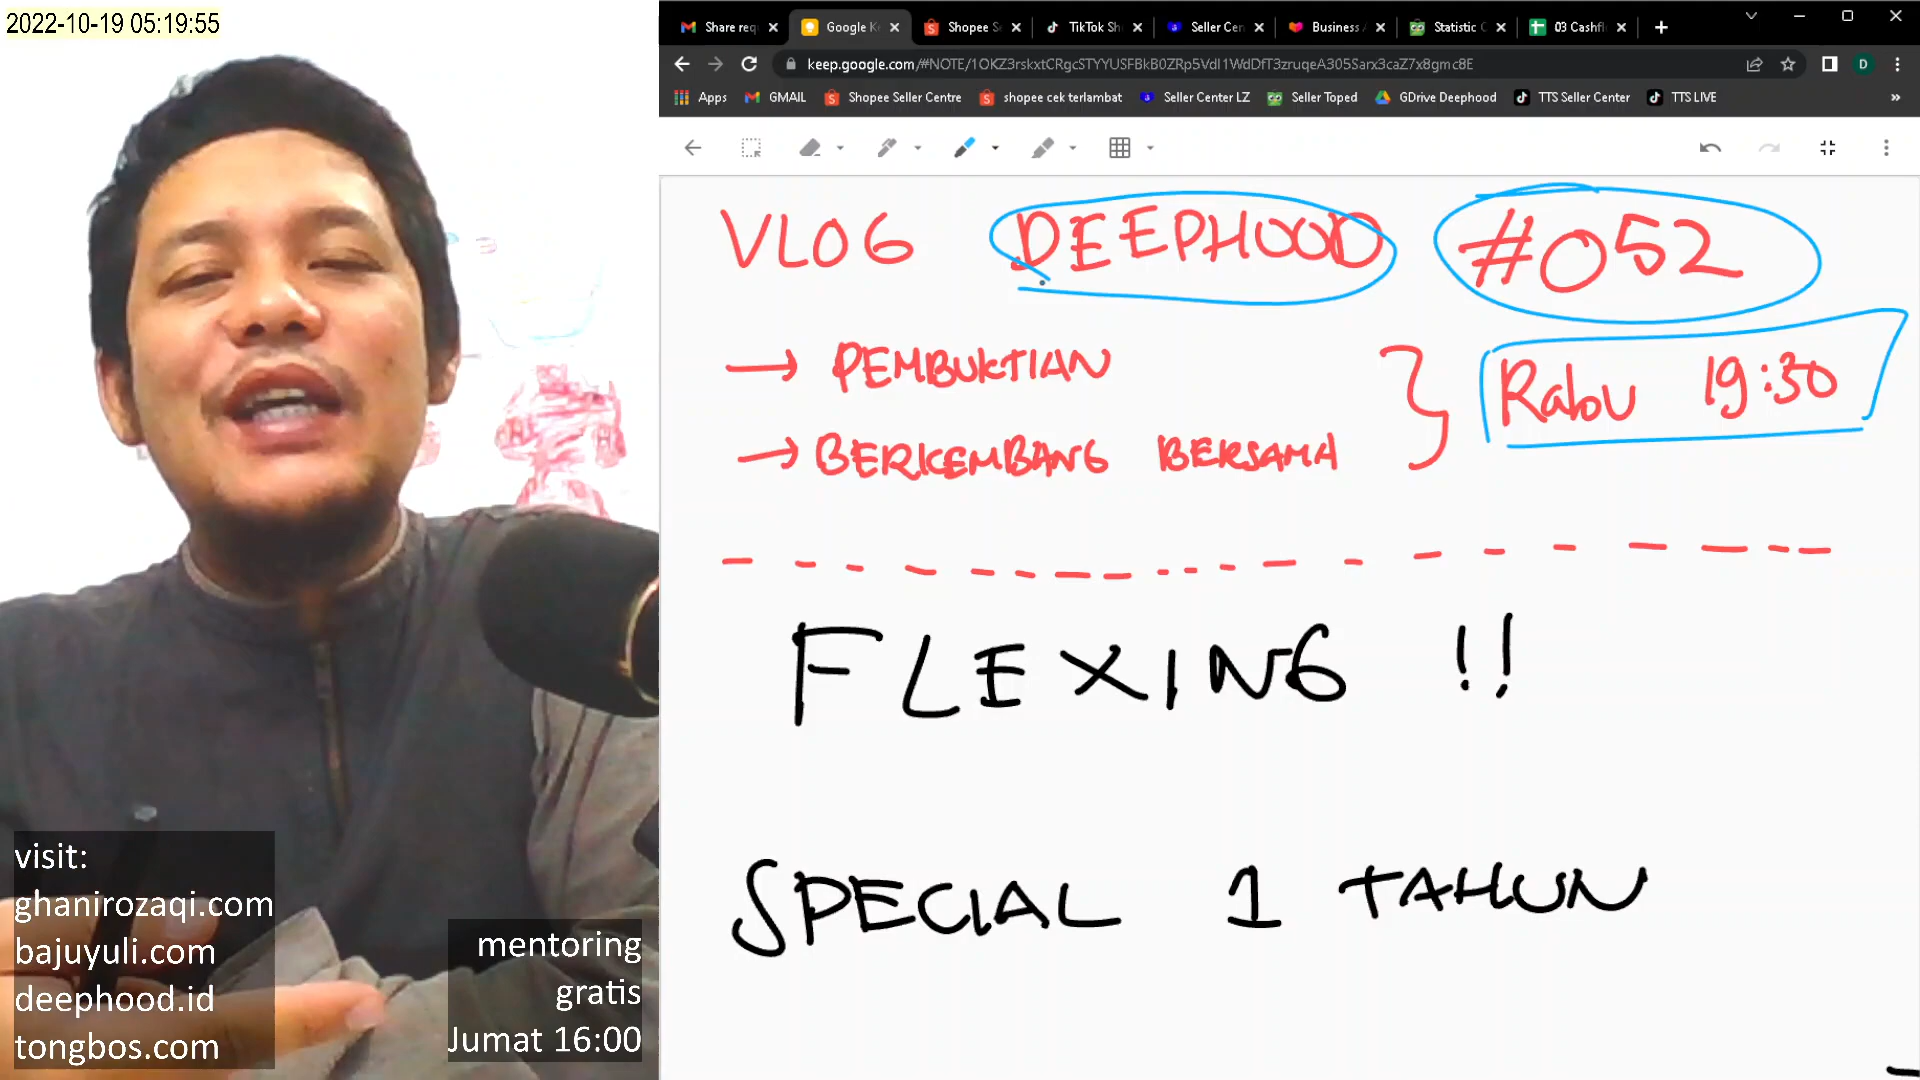 2022-10-19 05:19:55
Share req
Google K
Shopee S
TikTok Sh
Seller Cen
Business
Statistic
03 Cashfl
keep.google.com/#NOTE/1OKZ3rskxtCRgcSTYYUSFBkB0ZRp5Vdl1WdDfT3zruqeA305Sarx3caZ7x8gmc8E
D
Apps GMAIL Shopee Seller Centre shopee cek terlambat Seller Center LZ Seller Toped GDrive Deephood TTS Seller Center TTS LIVE »
VLOG DEEPHOOD #052
→ PEMBUKTIAN
→ BERKEMBANG BERSAMA
Rabu 19:30
FLEXING !!
SPECIAL 1 TAHUN
visit:
ghanirozaqi.com
bajuyuli.com
deephood.id
tongbos.com
mentoring
gratis
Jumat 16:00